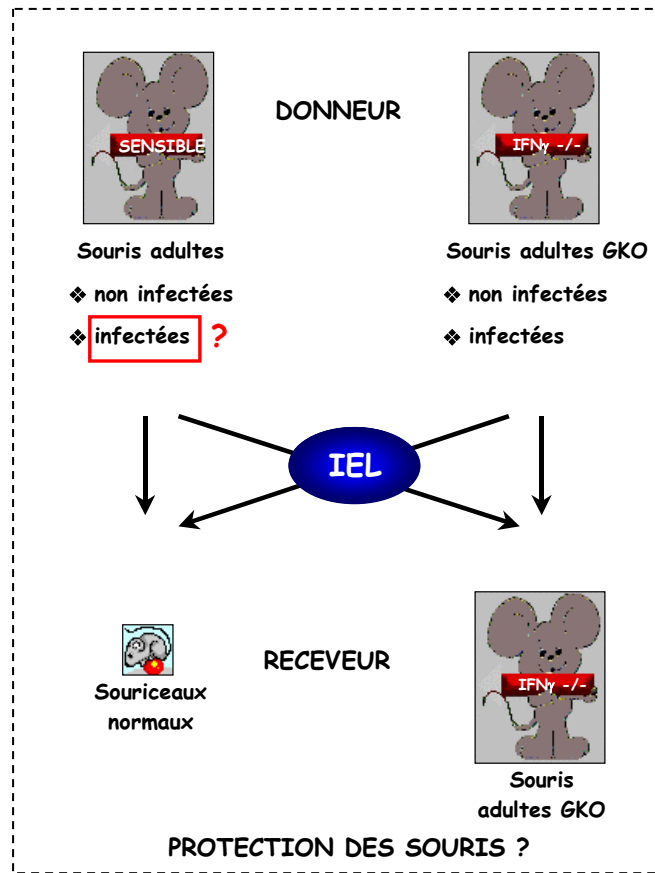 DONNEUR
SENSIBLE
IFNγ -/-
Souris adultes
❖ non infectées
❖ infectées ?
Souris adultes GKO
❖ non infectées
❖ infectées
IEL
RECEVEUR
Souriceaux
normaux
IFNγ -/-
Souris
adultes GKO
PROTECTION DES SOURIS ?